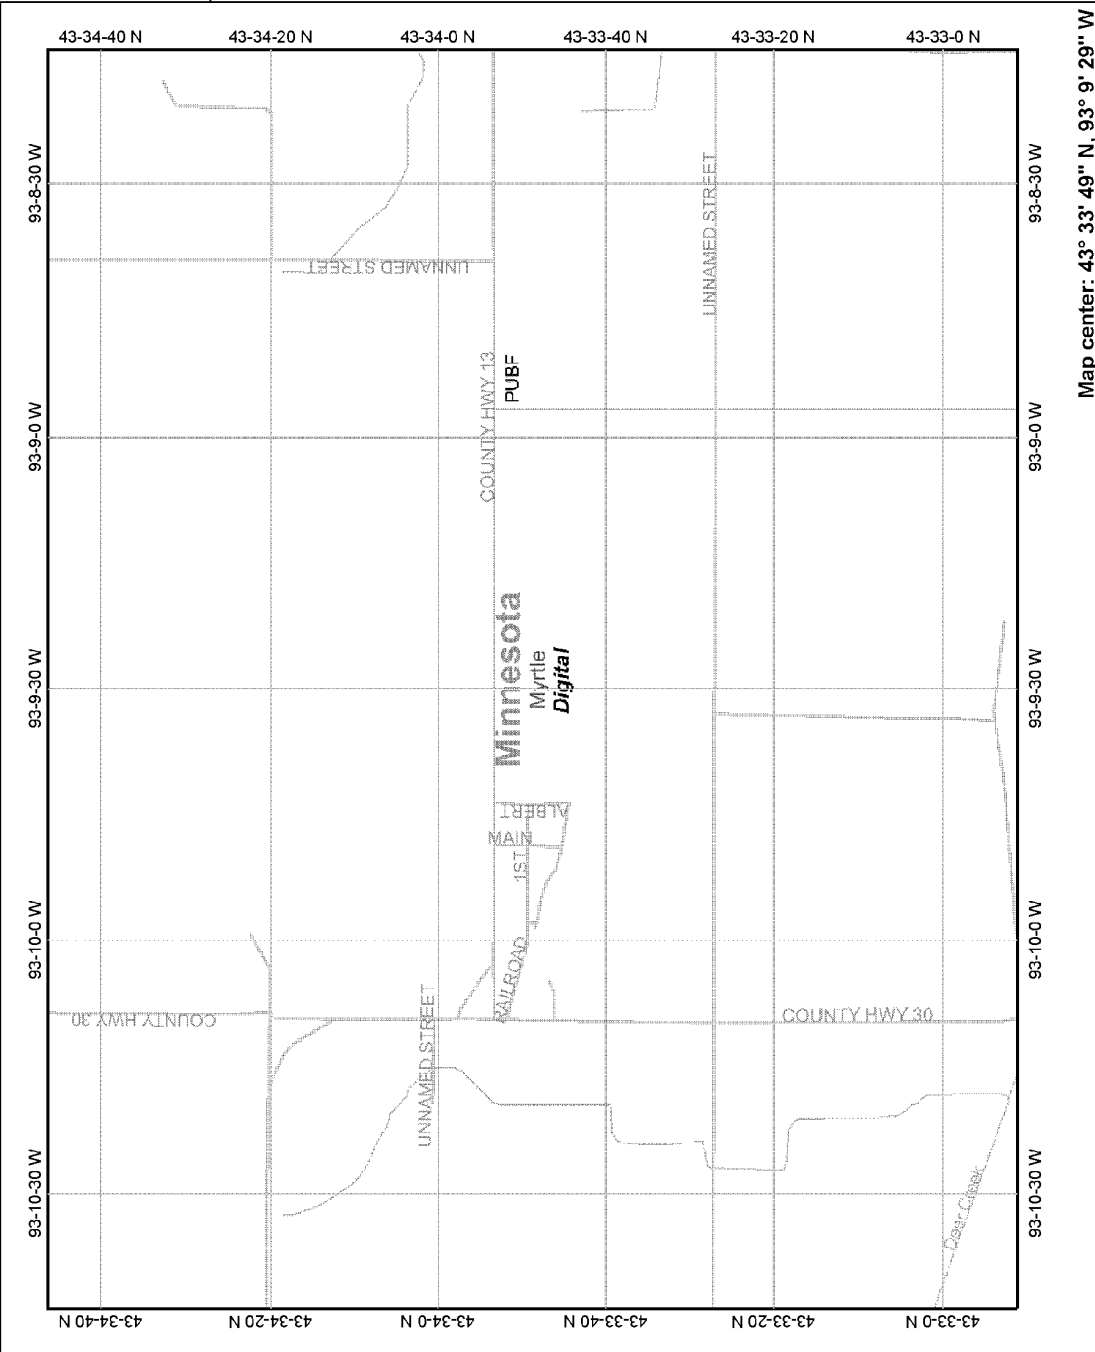 43-34-40 N
43-34-20 N
43-34-0 N
43-33-40 N
43-33-20 N
43-33-0 N
Map center: 43° 33' 49" N, 93° 9' 29" W
93-8-30 W
UNNAMED STREET
93-8-30 W
UNNAMED STREET
COUNTY HWY 13
PUBF
93-9-0 W
93-9-0 W
Minnesota
Myrtle
Digital
93-9-30 W
93-9-30 W
ALBERT
MAIN
1ST
93-10-0 W
93-10-0 W
RAILROAD
COUNTY HWY 30
COUNTY HWY 30
UNNAMED STREET
93-10-30 W
93-10-30 W
Deer Creek
43-34-40 N
43-34-20 N
43-34-0 N
43-33-40 N
43-33-20 N
43-33-0 N